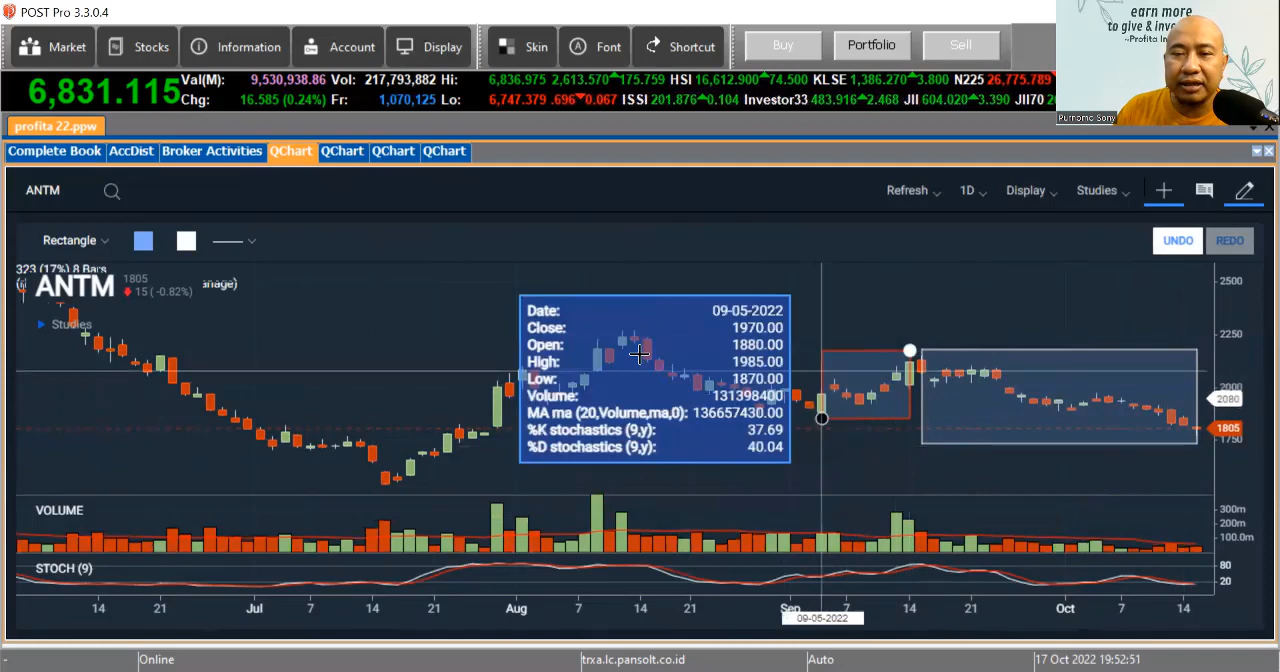 POST Pro 3.3.0.4
Market Stocks Information Account Display Skin Font Shortcut Buy Portfolio Sell
6,831.115
Val(M): 9,530,938.86 Vol: 217,793,882 Hi: 6,836.975 2,613.570 175.759 HSI 16,612.900 74.500 KLSE 1,386.270 3.800 N225 26,775.789
Chg: 16.585 (0.24%) Fr: 1,070,125 Lo: 6,747.379 .696 0.067 ISSI 201.876 0.104 Investor33 483.916 2.468 JII 604.020 3.390 JII70
earn more
to give & inve
~Profita In
Purnomo Sony
profita 22.ppw
Complete Book AccDist Broker Activities QChart QChart QChart QChart
ANTM Refresh 1D Display Studies
Rectangle UNDO REDO
323 (17%) 8 Bars
ANTM
1805
15 ( -0.82%)
anage)
Studies
Date: 09-05-2022
Close: 1970.00
Open: 1880.00
High: 1985.00
Low: 1870.00
Volume: 131398400
MA ma (20,Volume,ma,0): 136657430.00
%K stochastics (9,y): 37.69
%D stochastics (9,y): 40.04
2500
2250
2000
2080
1805
1750
VOLUME
300m
200m
100.0m
STOCH (9)
80
20
14 21 Jul 7 14 21 Aug 7 14 21 Sep 7 14 21 Oct 7 14
09-05-2022
- Online trxa.lc.pansolt.co.id Auto 17 Oct 2022 19:52:51